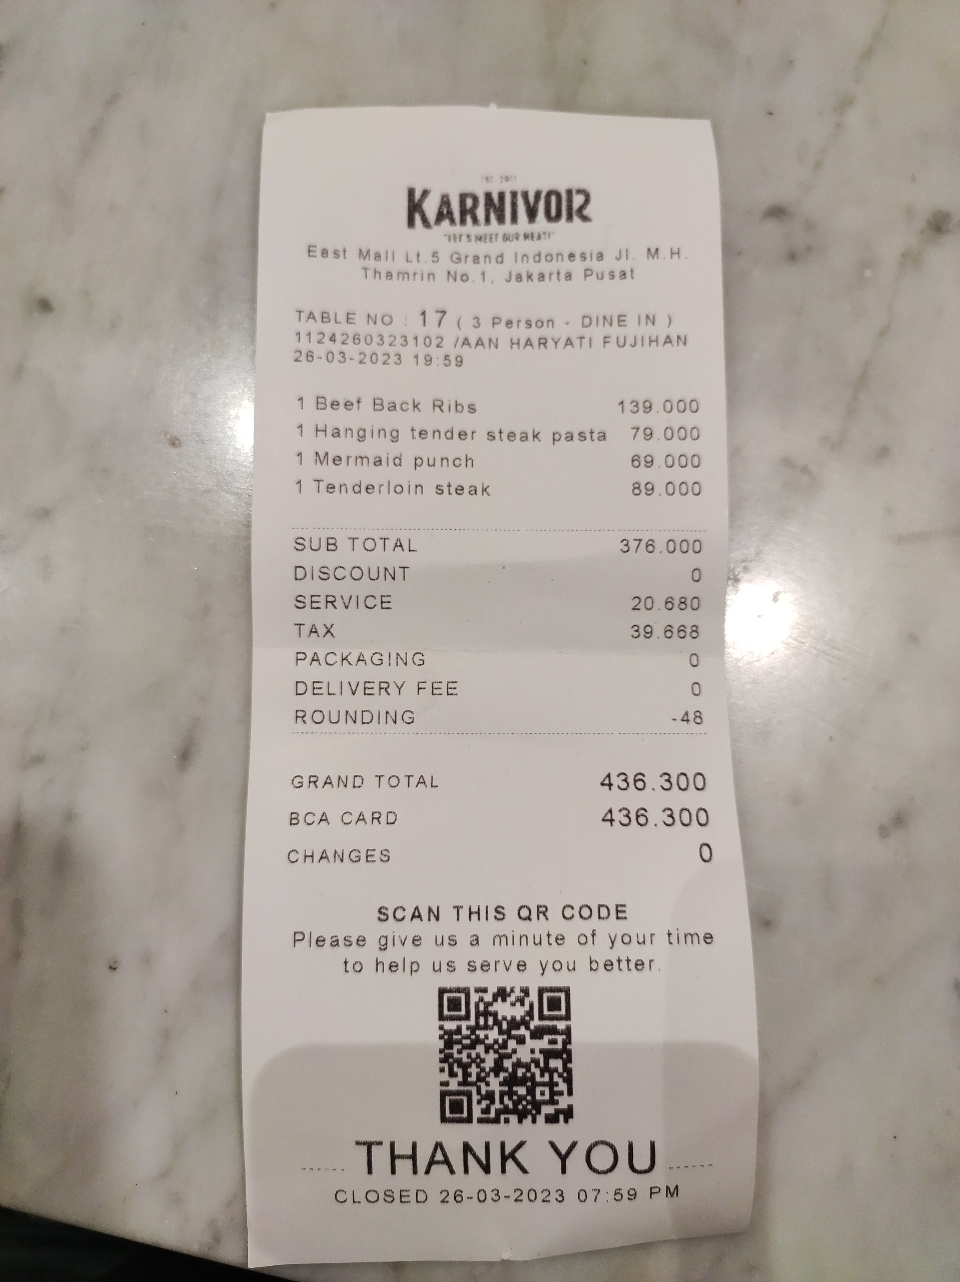 EST. 2011
KARNIVOR
"LET'S MEET OUR MEAT!"
East Mall Lt.5 Grand Indonesia Jl. M.H.
Thamrin No.1, Jakarta Pusat
TABLE NO : 17 ( 3 Person - DINE IN )
1124260323102 /AAN HARYATI FUJIHAN
26-03-2023 19:59
1 Beef Back Ribs 139.000
1 Hanging tender steak pasta 79.000
1 Mermaid punch 69.000
1 Tenderloin steak 89.000
SUB TOTAL 376.000
DISCOUNT 0
SERVICE 20.680
TAX 39.668
PACKAGING 0
DELIVERY FEE 0
ROUNDING -48
GRAND TOTAL 436.300
BCA CARD 436.300
CHANGES 0
SCAN THIS QR CODE
Please give us a minute of your time
to help us serve you better.
THANK YOU
CLOSED 26-03-2023 07:59 PM